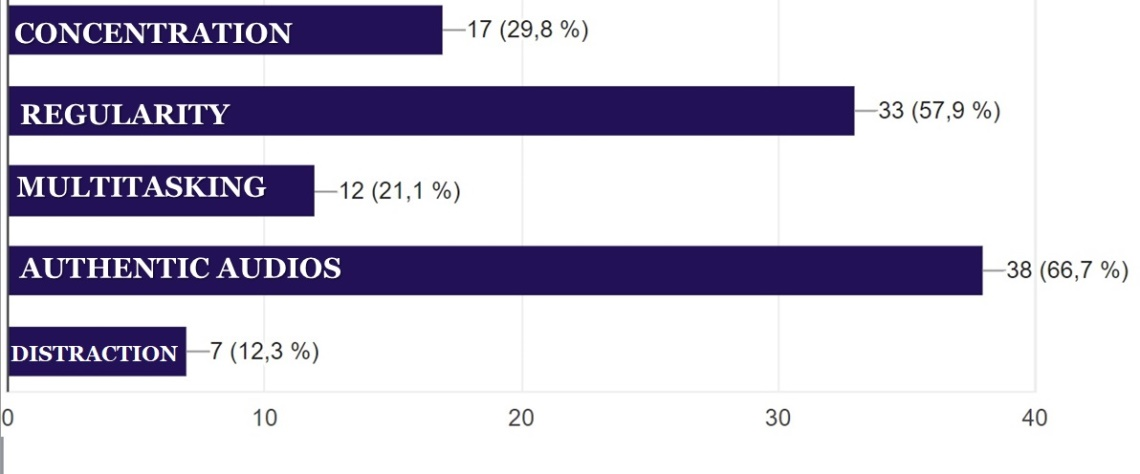 CONCENTRATION 17 (29,8 %)
REGULARITY 33 (57,9 %)
MULTITASKING 12 (21,1 %)
AUTHENTIC AUDIOS 38 (66,7 %)
DISTRACTION 7 (12,3 %)
0 10 20 30 40